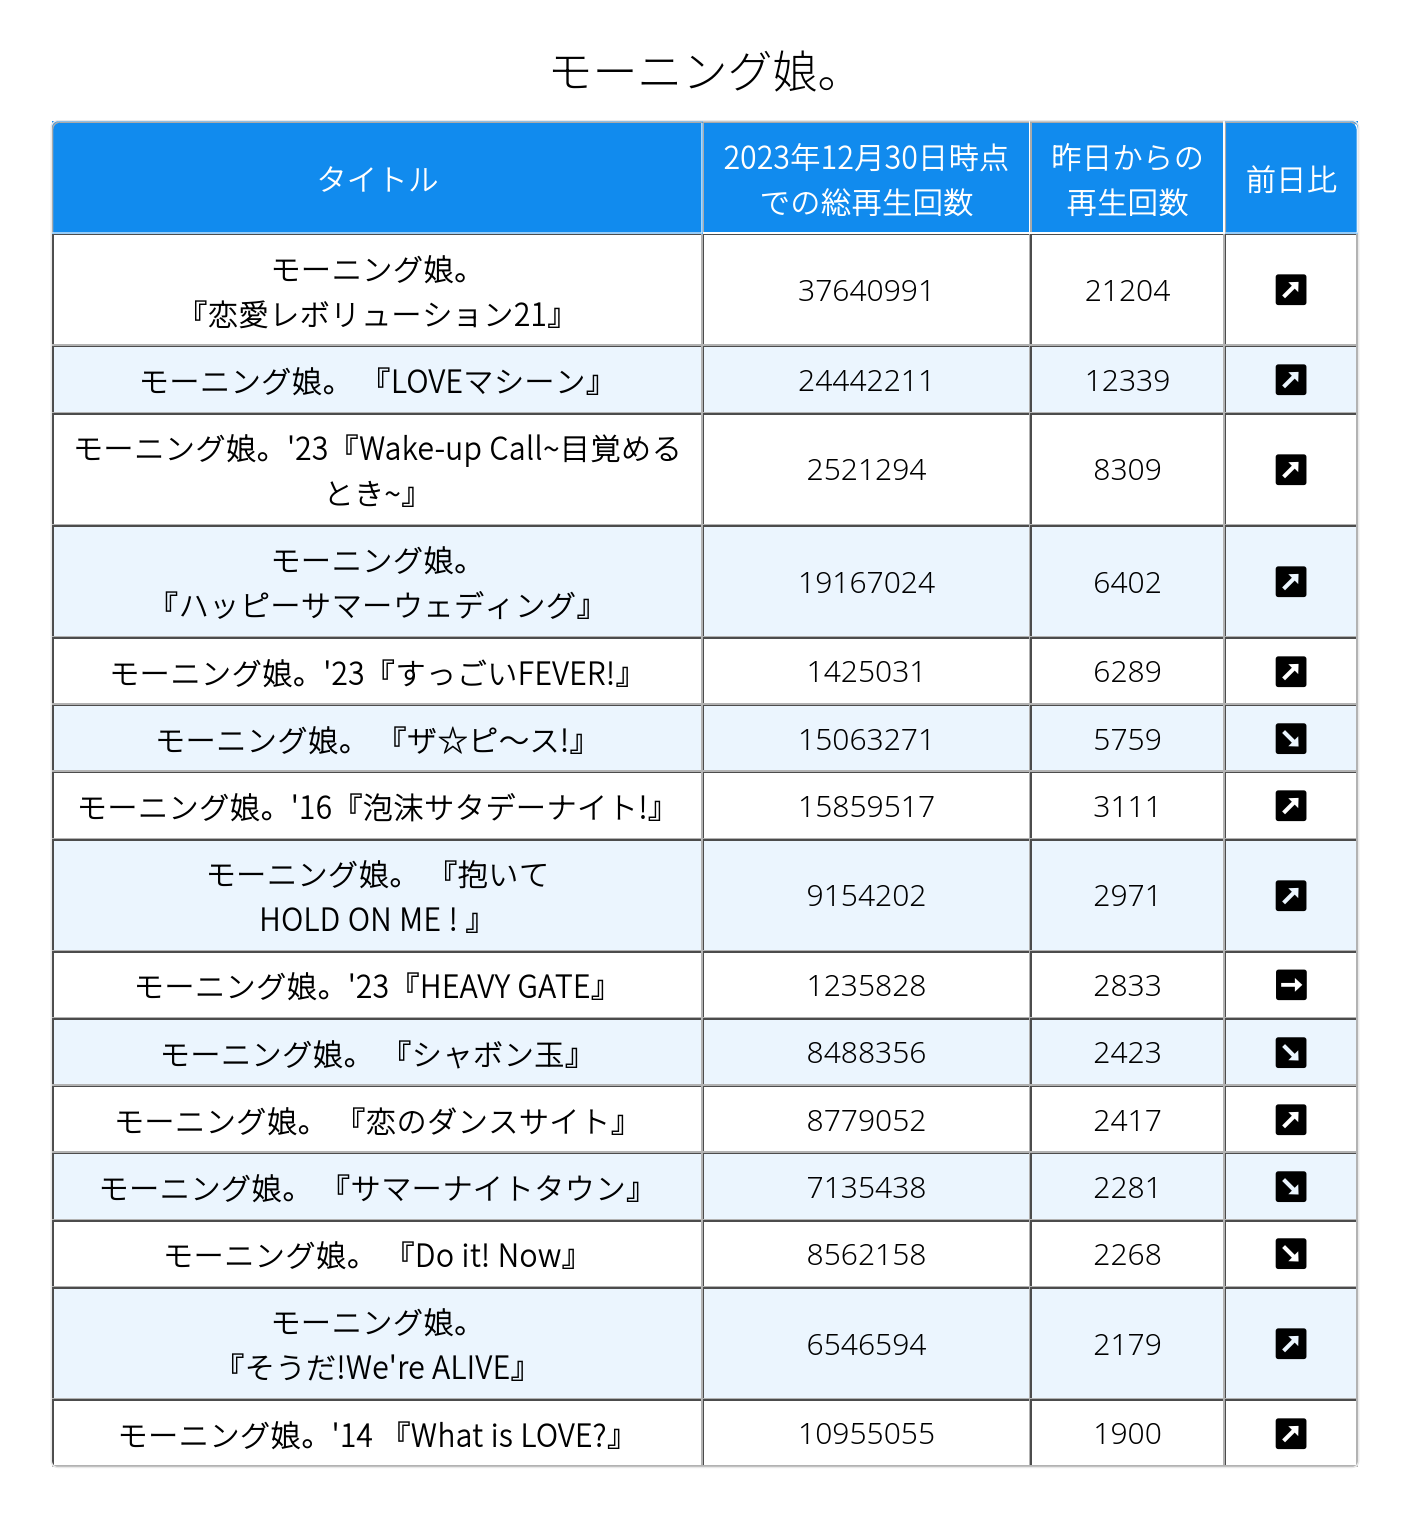 モーニング娘。
タイトル
2023年12月30日時点
での総再生回数
昨日からの
再生回数
前日比
モーニング娘。
『恋愛レボリューション21』
37640991
21204
モーニング娘。 『LOVEマシーン』
24442211
12339
モーニング娘。'23『Wake-up Call~目覚める
とき~』
2521294
8309
モーニング娘。
『ハッピーサマーウェディング』
19167024
6402
モーニング娘。'23『すっごいFEVER!』
1425031
6289
モーニング娘。 『ザ☆ピ〜ス!』
15063271
5759
モーニング娘。'16『泡沫サタデーナイト!』
15859517
3111
モーニング娘。 『抱いて
HOLD ON ME ! 』
9154202
2971
モーニング娘。'23『HEAVY GATE』
1235828
2833
モーニング娘。 『シャボン玉』
8488356
2423
モーニング娘。 『恋のダンスサイト』
8779052
2417
モーニング娘。 『サマーナイトタウン』
7135438
2281
モーニング娘。 『Do it! Now』
8562158
2268
モーニング娘。
『そうだ!We're ALIVE』
6546594
2179
モーニング娘。'14 『What is LOVE?』
10955055
1900